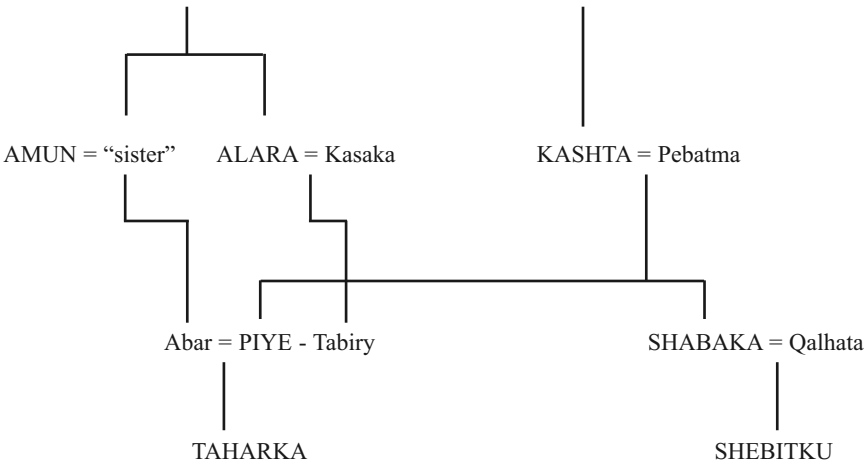 AMUN = “sister” ALARA = Kasaka KASHTA = Pebatma
Abar = PIYE - Tabiry SHABAKA = Qalhata
TAHARKA SHEBITKU